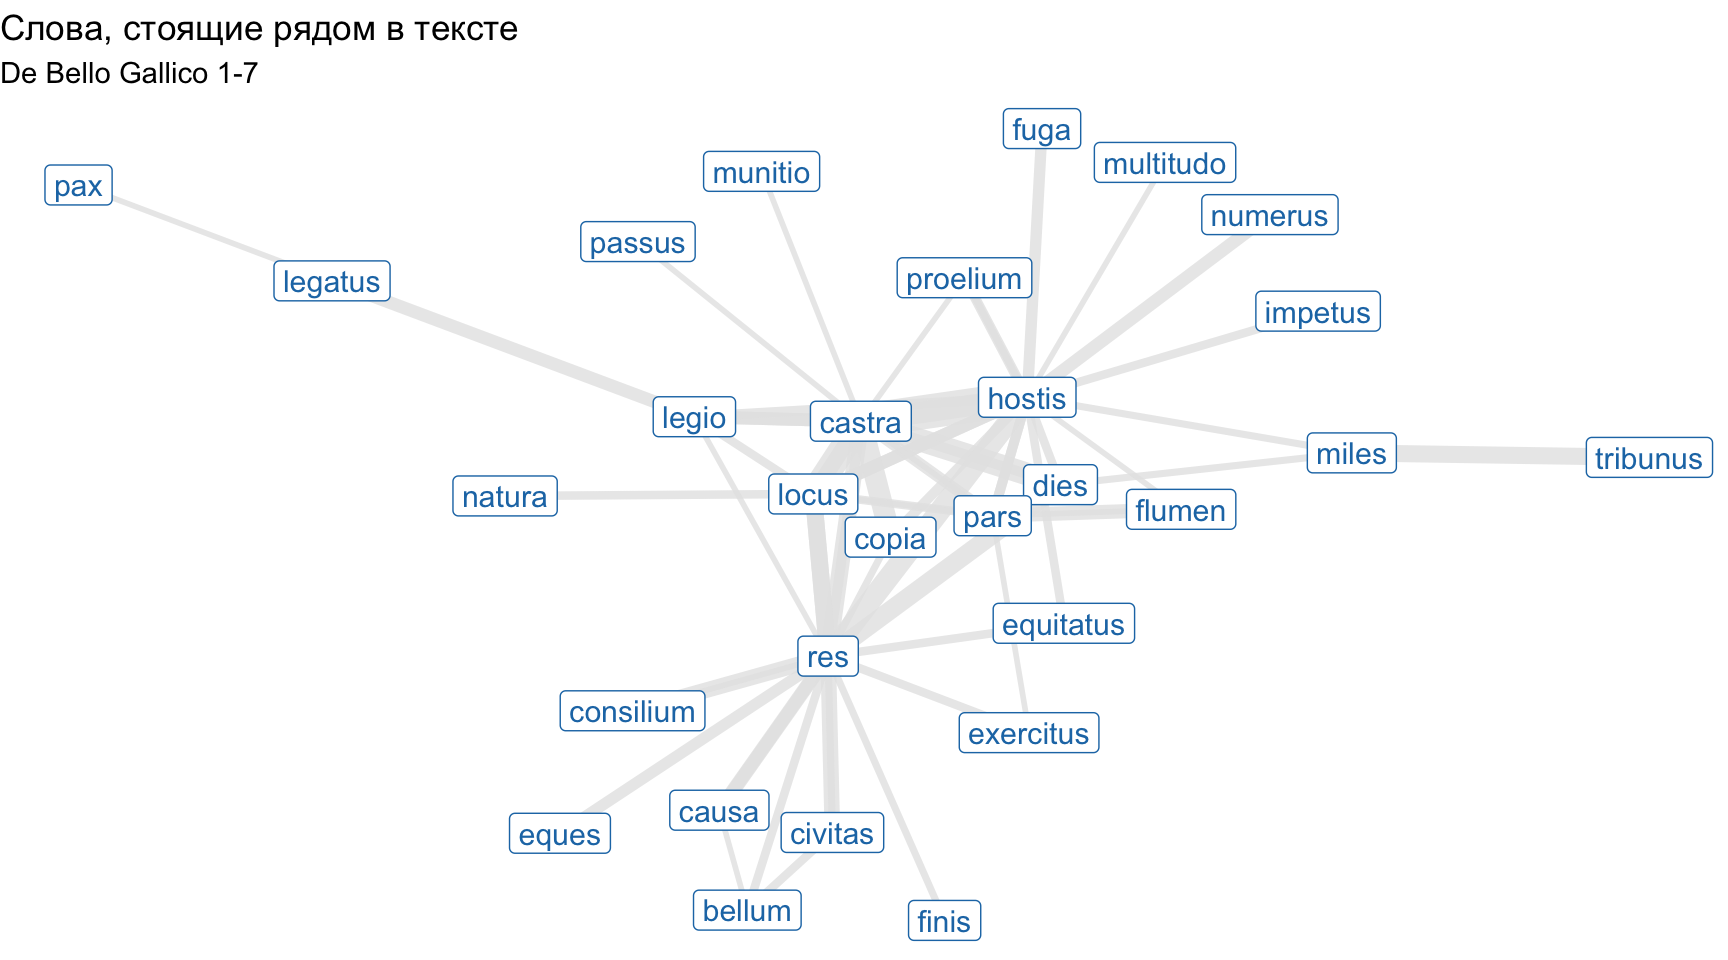 Слова, стоящие рядом в тексте
De Bello Gallico 1-7
fuga
multitudo
munitio
pax
numerus
passus
proelium
legatus
impetus
hostis
legio
castra
miles
tribunus
dies
natura
locus
flumen
pars
copia
equitatus
res
consilium
exercitus
causa
civitas
eques
bellum
finis